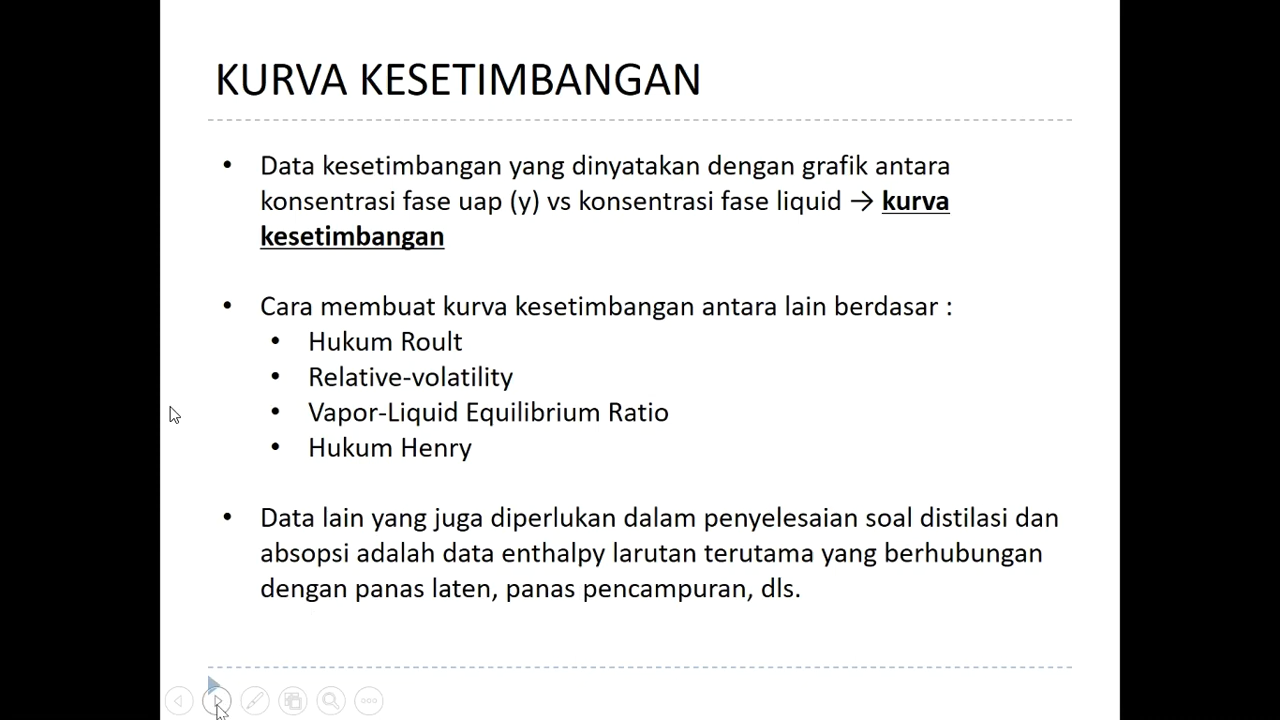 KURVA KESETIMBANGAN
• Data kesetimbangan yang dinyatakan dengan grafik antara
konsentrasi fase uap (y) vs konsentrasi fase liquid → kurva
kesetimbangan
• Cara membuat kurva kesetimbangan antara lain berdasar :
• Hukum Roult
• Relative-volatility
• Vapor-Liquid Equilibrium Ratio
• Hukum Henry
• Data lain yang juga diperlukan dalam penyelesaian soal distilasi dan
absopsi adalah data enthalpy larutan terutama yang berhubungan
dengan panas laten, panas pencampuran, dls.